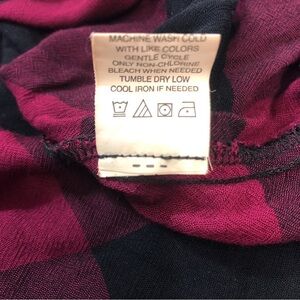 MACHINE WASH COLD
WITH LIKE COLORS
GENTLE CYCLE
ONLY NON-CHLORINE
BLEACH WHEN NEEDED
TUMBLE DRY LOW
COOL IRON IF NEEDED